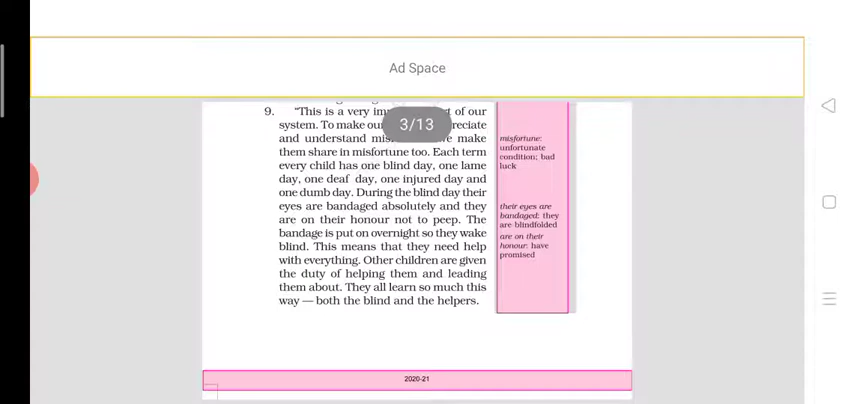 Ad Space
3/13
9. "This is a very of our
system. To make our
and understand make
them share in misfortune too. Each term
every child has one blind day, one lame
day, one deaf day, one injured day and
one dumb day. During the blind day their
eyes are bandaged absolutely and they
are on their honour not to peep. The
bandage is put on overnight so they wake
blind. This means that they need help
with everything. Other children are given
the duty of helping them and leading
them about. They all learn so much this
way — both the blind and the helpers.
misfortune:
unfortunate
condition; bad
luck
their eyes are
bandaged: they
are blindfolded
are on their
honour: have
promised
2020-21